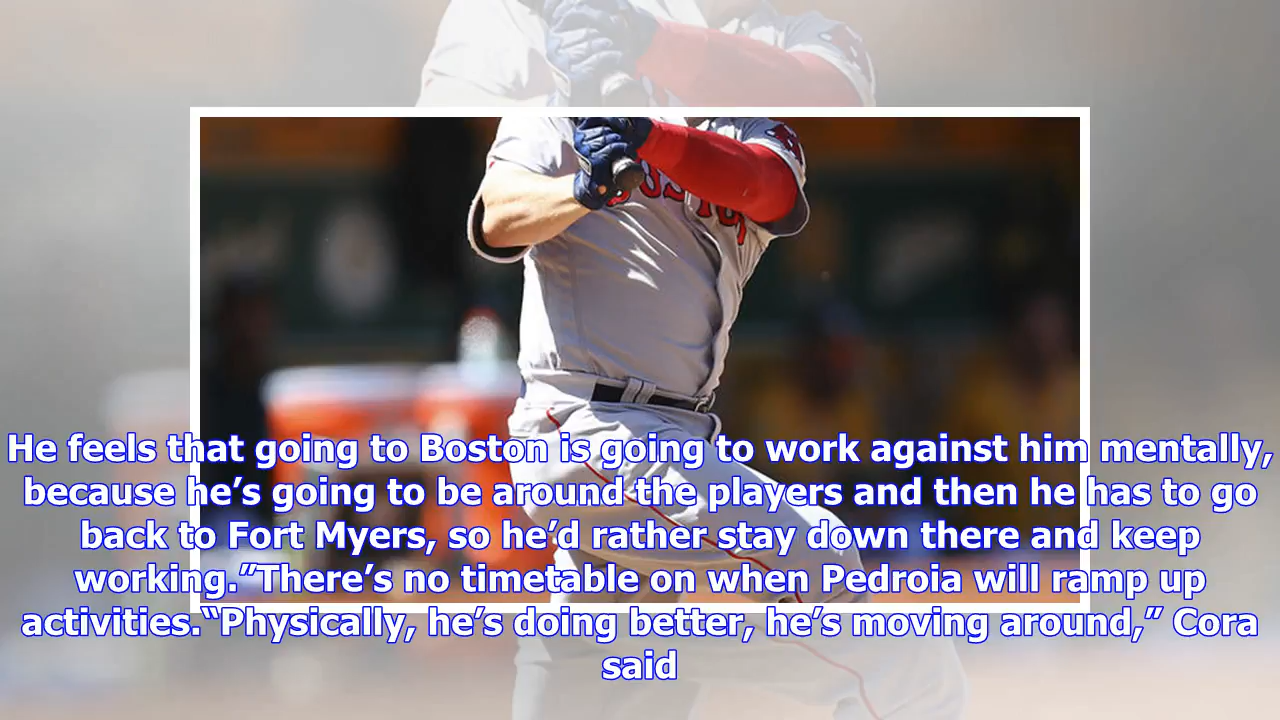 BOSTON
He feels that going to Boston is going to work against him mentally,
because he’s going to be around the players and then he has to go
back to Fort Myers, so he’d rather stay down there and keep
working.”There’s no timetable on when Pedroia will ramp up
activities.“Physically, he’s doing better, he’s moving around,” Cora
said